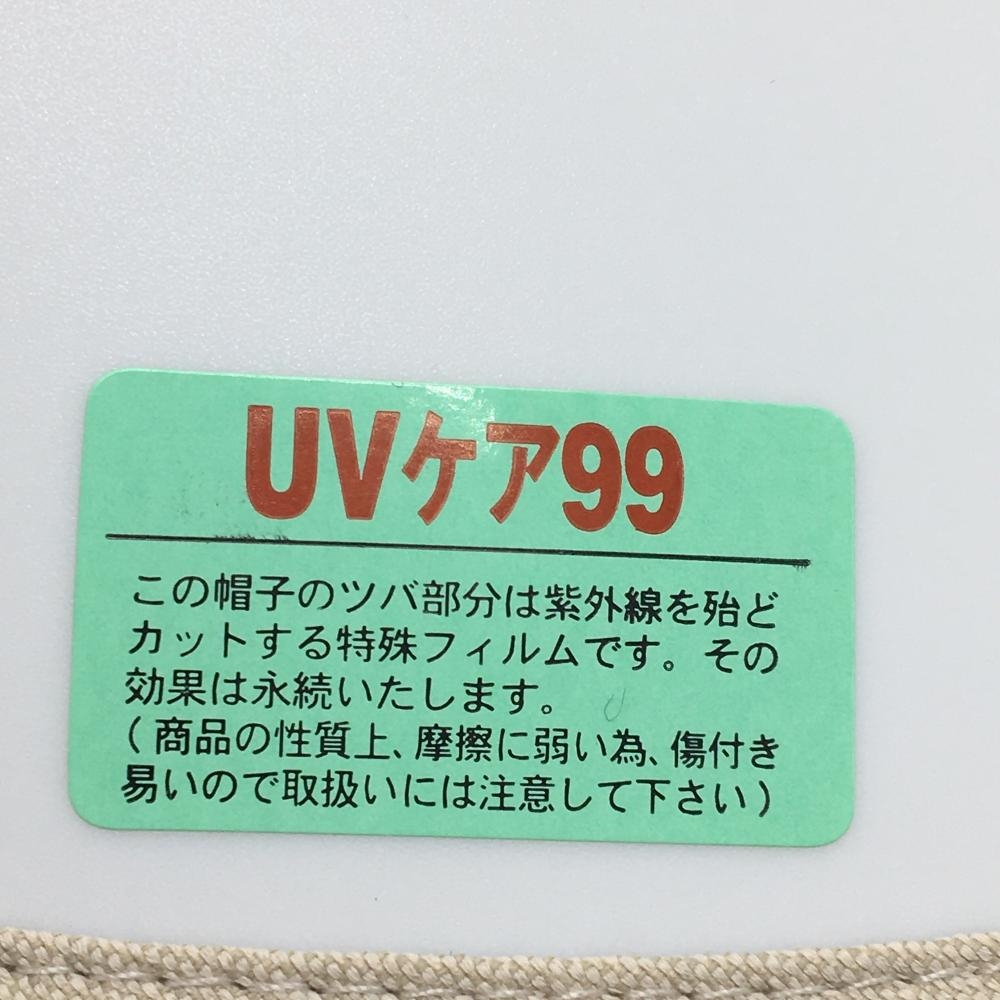 UVケア99
この帽子のツバ部分は紫外線を殆ど
カットする特殊フィルムです。その
効果は永続いたします。
(商品の性質上、摩擦に弱い為、傷付き
易いので取扱いには注意して下さい)